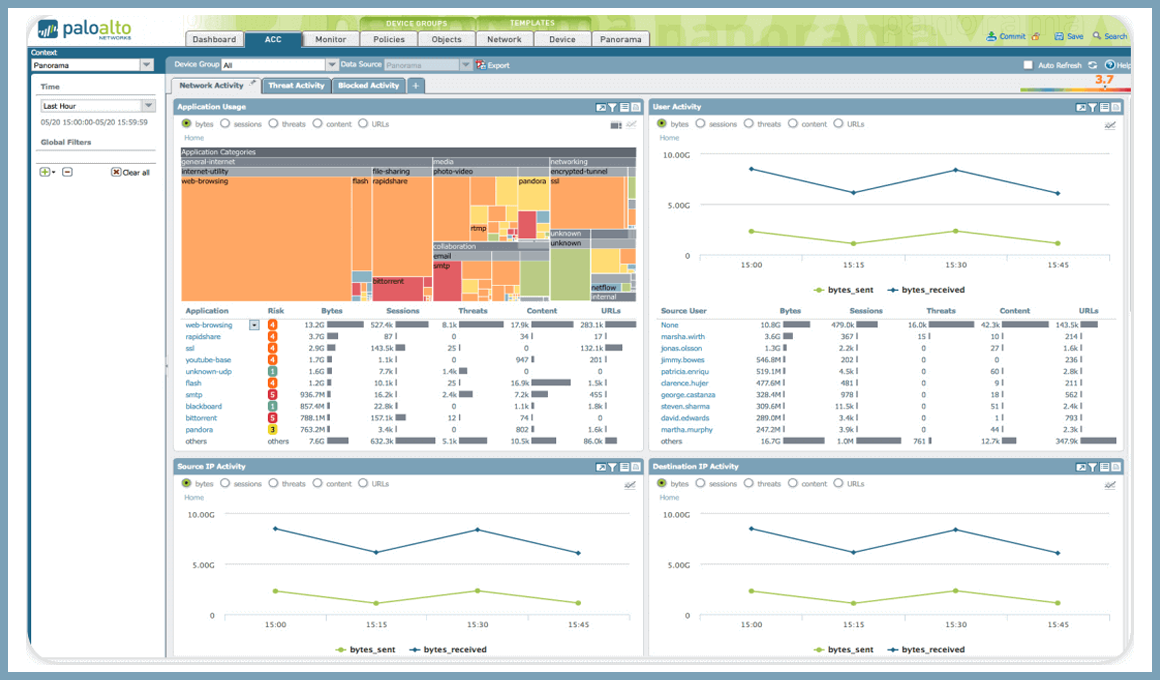 paloalto
NETWORKS
DEVICE GROUPS TEMPLATES
Dashboard ACC Monitor Policies Objects Network Device Panorama
Commit Save Search
Context
Panorama
Device Group All Data Source Panorama Export
Auto Refresh Help
3.7
Time
Last Hour
05/20 15:00:00-05/20 15:59:59
Global Filters
Clear all
Network Activity Threat Activity Blocked Activity +
Application Usage
bytes sessions threats content URLs
Home
Application Categories
general-internet media networking
internet-utility file-sharing photo-video encrypted-tunnel
web-browsing flash rapidshare pandora ssl
rtmp
unknown
collaboration unknown
email
smtp
bittorrent
netflow
internal
Application Risk Bytes Sessions Threats Content URLs
web-browsing 4 13.2G 527.4k 8.1k 17.9k 283.1k
rapidshare 4 3.7G 87 0 34 17
ssl 4 2.9G 143.5k 25 0 132.1k
youtube-base 4 1.7G 1.1k 0 947 201
unknown-udp 1 1.6G 7.7k 1.4k 0 0
flash 4 1.2G 10.1k 25 16.9k 1.5k
smtp 5 936.7M 16.2k 2.4k 7.2k 455
blackboard 1 857.4M 22.8k 0 1.1k 1.8k
bittorrent 5 788.1M 157.1k 12 74 0
pandora 3 763.2M 3.4k 0 802 1.6k
others others 7.6G 632.3k 5.1k 10.5k 86.0k
User Activity
bytes sessions threats content URLs
Home
10.00G
5.00G
0
15:00 15:15 15:30 15:45
bytes_sent bytes_received
Source User Bytes Sessions Threats Content URLs
None 10.8G 479.0k 16.0k 42.3k 143.5k
marsha.wirth 3.6G 367 15 10 214
jonas.olsson 1.3G 2.2k 0 27 1.6k
jimmy.bowes 546.8M 202 0 0 236
patricia.enriqu 519.1M 4.5k 0 60 2.8k
clarence.hujer 477.6M 481 0 9 211
george.castanza 328.4M 978 0 18 562
steven.sharma 309.6M 11.5k 0 51 2.4k
david.edwards 289.0M 3.4k 0 1 793
martha.murphy 247.2M 3.9k 0 44 2.3k
others 16.7G 1.0M 761 12.7k 347.9k
Source IP Activity
bytes sessions threats content URLs
Home
10.00G
5.00G
0
15:00 15:15 15:30 15:45
bytes_sent bytes_received
Destination IP Activity
bytes sessions threats content URLs
Home
10.00G
5.00G
0
15:00 15:15 15:30 15:45
bytes_sent bytes_received